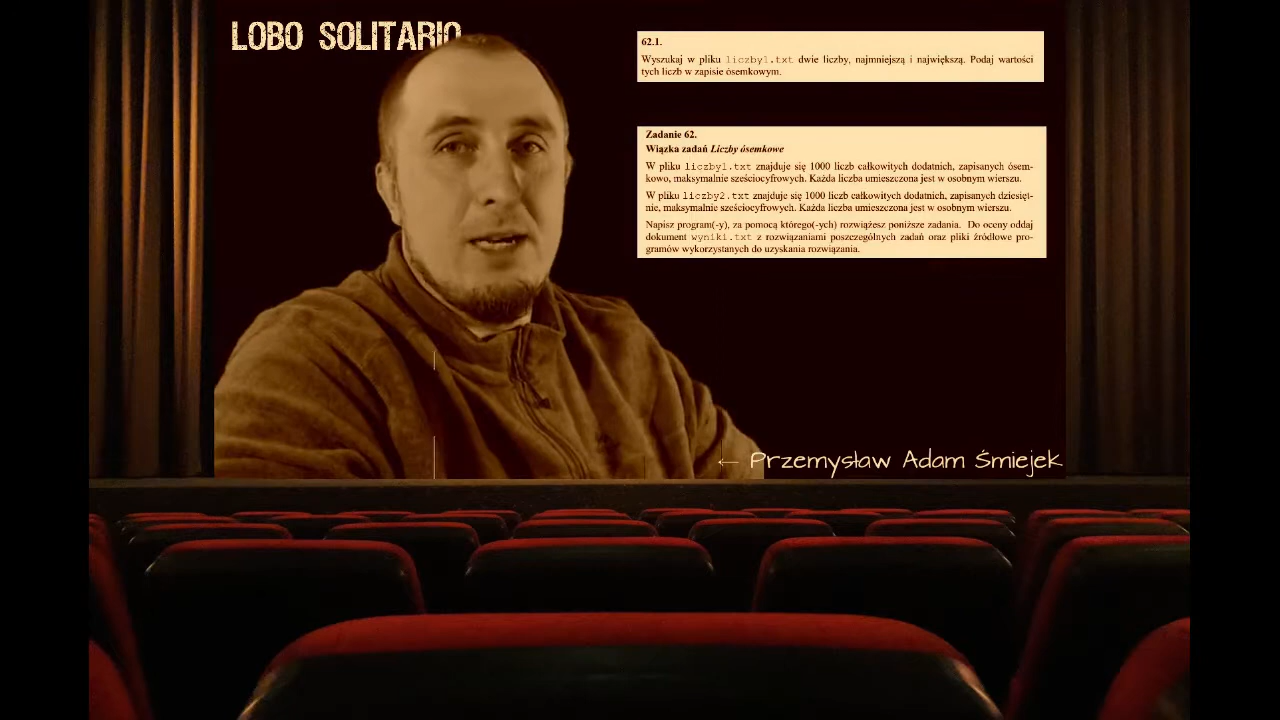 LOBO SOLITARIO
62.1.
Wyszukaj w pliku liczby1.txt dwie liczby, najmniejszą i największą. Podaj wartości
tych liczb w zapisie ósemkowym.
Zadanie 62.
Wiązka zadań Liczby ósemkowe
W pliku liczby1.txt znajduje się 1000 liczb całkowitych dodatnich, zapisanych ósem-
kowo, maksymalnie sześciocyfrowych. Każda liczba umieszczona jest w osobnym wierszu.
W pliku liczby2.txt znajduje się 1000 liczb całkowitych dodatnich, zapisanych dziesięt-
nie, maksymalnie sześciocyfrowych. Każda liczba umieszczona jest w osobnym wierszu.
Napisz program(-y), za pomocą którego(-ych) rozwiążesz poniższe zadania. Do oceny oddaj
dokument wyniki.txt z rozwiązaniami poszczególnych zadań oraz pliki źródłowe pro-
gramów wykorzystanych do uzyskania rozwiązania.
← Przemysław Adam Śmiejek